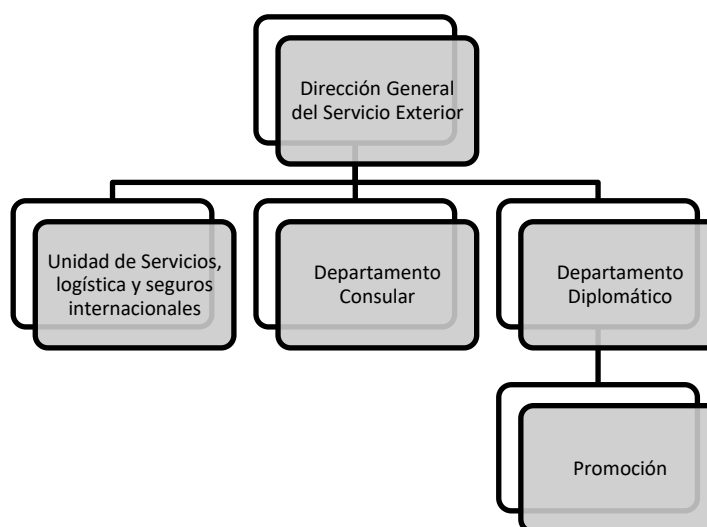 Dirección General
del Servicio Exterior
Unidad de Servicios,
logística y seguros
internacionales
Departamento
Consular
Departamento
Diplomático
Promoción